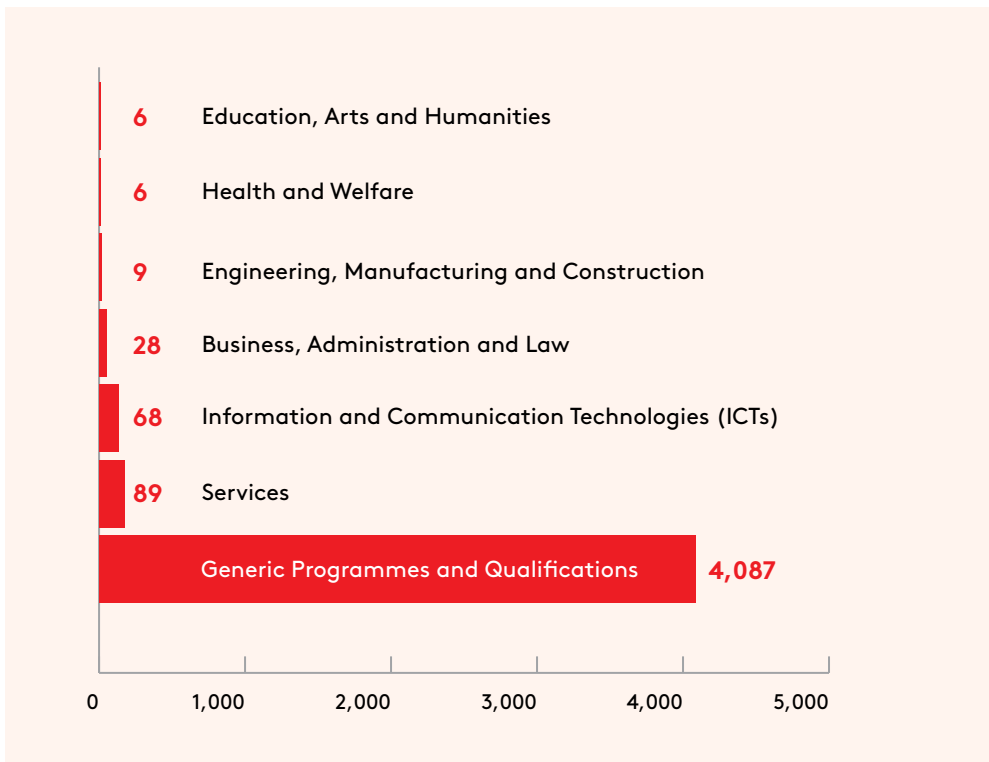 6 Education, Arts and Humanities
6 Health and Welfare
9 Engineering, Manufacturing and Construction
28 Business, Administration and Law
68 Information and Communication Technologies (ICTs)
89 Services
Generic Programmes and Qualifications 4,087
0 1,000 2,000 3,000 4,000 5,000